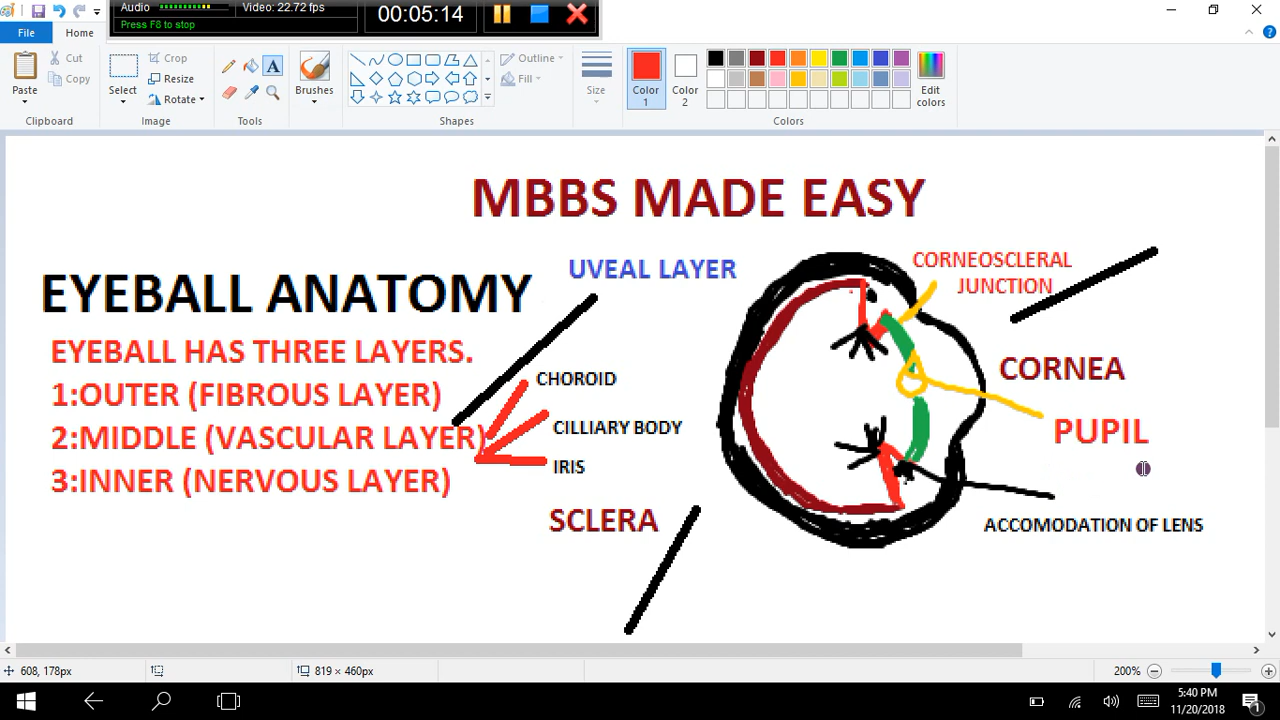 Audio
Video: 22.72 fps
Press F8 to stop
00:05:14
File
Home
Paste
Cut
Copy
Clipboard
Select
Crop
Resize
Rotate
Image
A
Tools
Brushes
Outline
Fill
Shapes
Size
Color 1
Color 2
Edit colors
Colors
MBBS MADE EASY
EYEBALL ANATOMY
EYEBALL HAS THREE LAYERS.
1:OUTER (FIBROUS LAYER)
2:MIDDLE (VASCULAR LAYER)
3:INNER (NERVOUS LAYER)
UVEAL LAYER
CHOROID
CILLIARY BODY
IRIS
SCLERA
CORNEOSCLERAL
JUNCTION
CORNEA
PUPIL
ACCOMODATION OF LENS
608, 178px
819 × 460px
200%
5:40 PM
11/20/2018
1